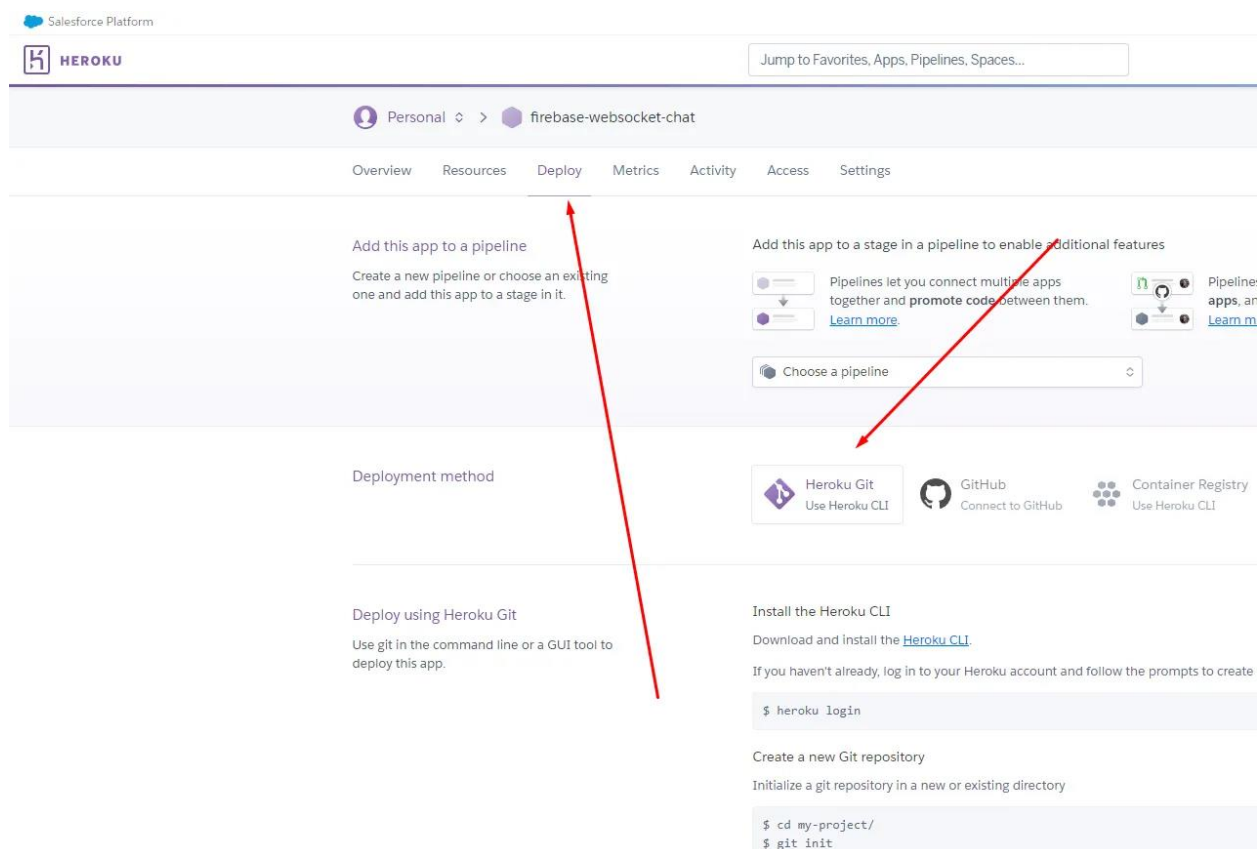 Salesforce Platform
HEROKU
Jump to Favorites, Apps, Pipelines, Spaces...
Personal > firebase-websocket-chat
Overview Resources Deploy Metrics Activity Access Settings
Add this app to a pipeline
Create a new pipeline or choose an existing
one and add this app to a stage in it.
Add this app to a stage in a pipeline to enable additional features
Pipelines let you connect multiple apps
together and promote code between them.
Learn more.
Pipelines
apps, an
Learn m
Choose a pipeline
Deployment method
Heroku Git
Use Heroku CLI
GitHub
Connect to GitHub
Container Registry
Use Heroku CLI
Deploy using Heroku Git
Use git in the command line or a GUI tool to
deploy this app.
Install the Heroku CLI
Download and install the Heroku CLI.
If you haven't already, log in to your Heroku account and follow the prompts to create
$ heroku login
Create a new Git repository
Initialize a git repository in a new or existing directory
$ cd my-project/
$ git init